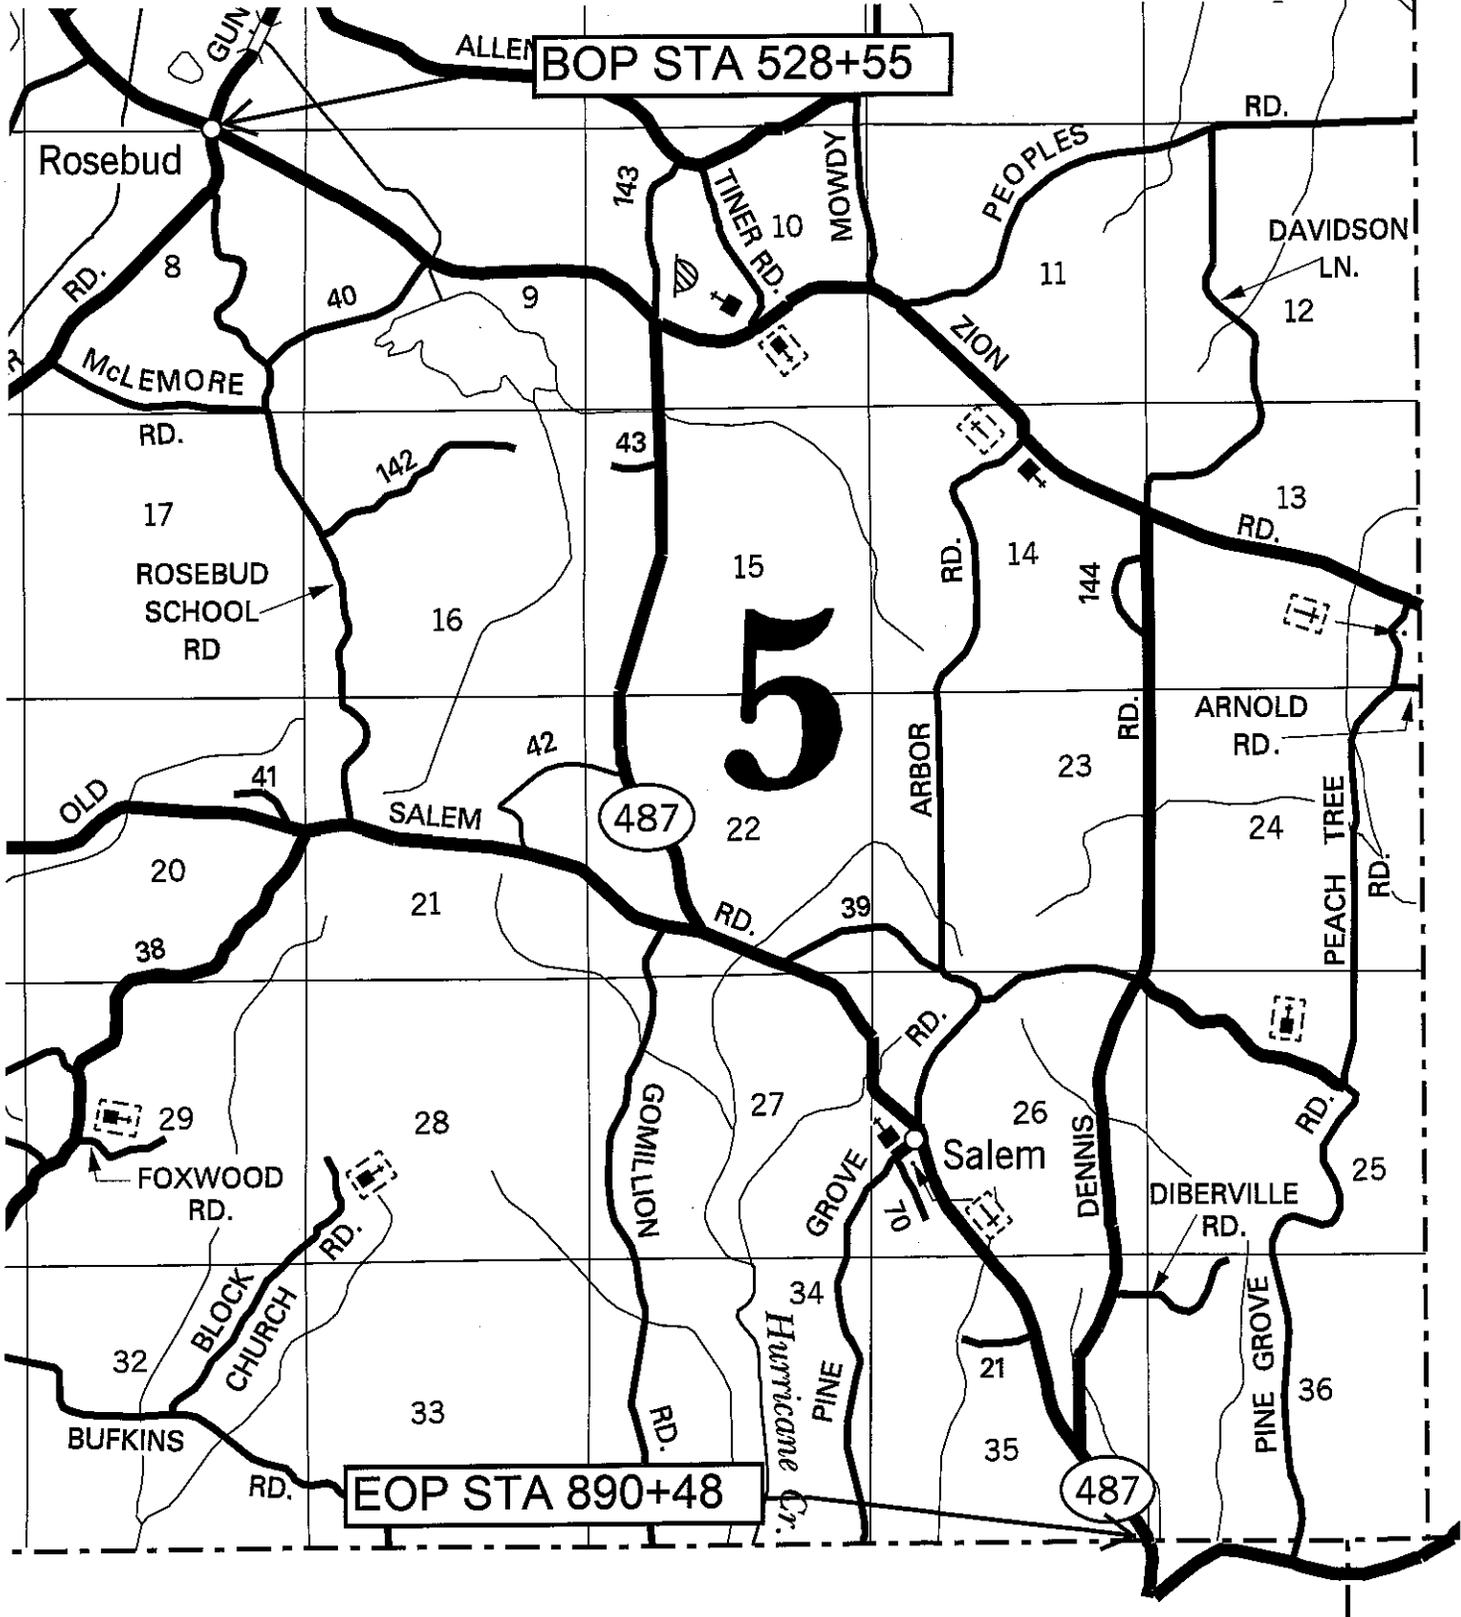 GUN
ALLEN
BOP STA 528+55
RD.
Rosebud
143
TINER RD.
10
MOWDY
PEOPLES
DAVIDSON
LN.
8
RD.
40
9
11
12
ZION
McLEMORE
RD.
43
142
17
13
RD.
ROSEBUD
SCHOOL
RD
16
15
RD.
14
144
5
ARNOLD
RD.
RD.
42
41
OLD
SALEM
487
22
ARBOR
23
24
PEACH TREE
RD.
20
21
RD.
39
38
RD.
29
28
GOMILLION
27
26
RD.
Salem
DENNIS
25
FOXWOOD
RD.
GROVE
70
DIBERVILLE
RD.
RD.
BLOCK
CHURCH
34
Hurricane Cr.
PINE
21
PINE GROVE
36
32
33
RD.
35
BUFKINS
RD.
EOP STA 890+48
487